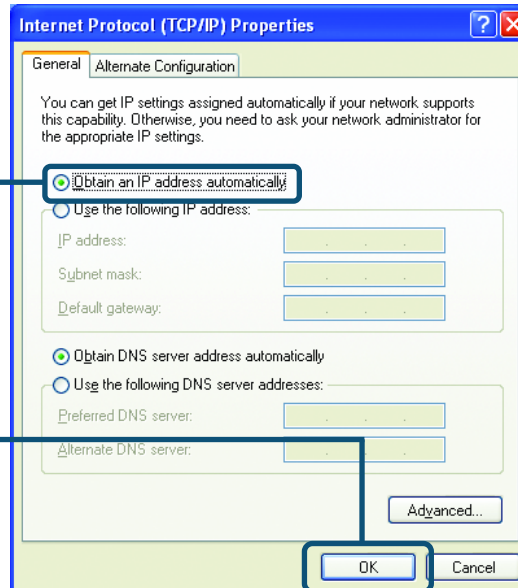 Internet Protocol (TCP/IP) Properties
General
Alternate Configuration
You can get IP settings assigned automatically if your network supports
this capability. Otherwise, you need to ask your network administrator for
the appropriate IP settings.
Obtain an IP address automatically
Use the following IP address:
IP address:
Subnet mask:
Default gateway:
Obtain DNS server address automatically
Use the following DNS server addresses:
Preferred DNS server:
Alternate DNS server:
Advanced...
OK
Cancel